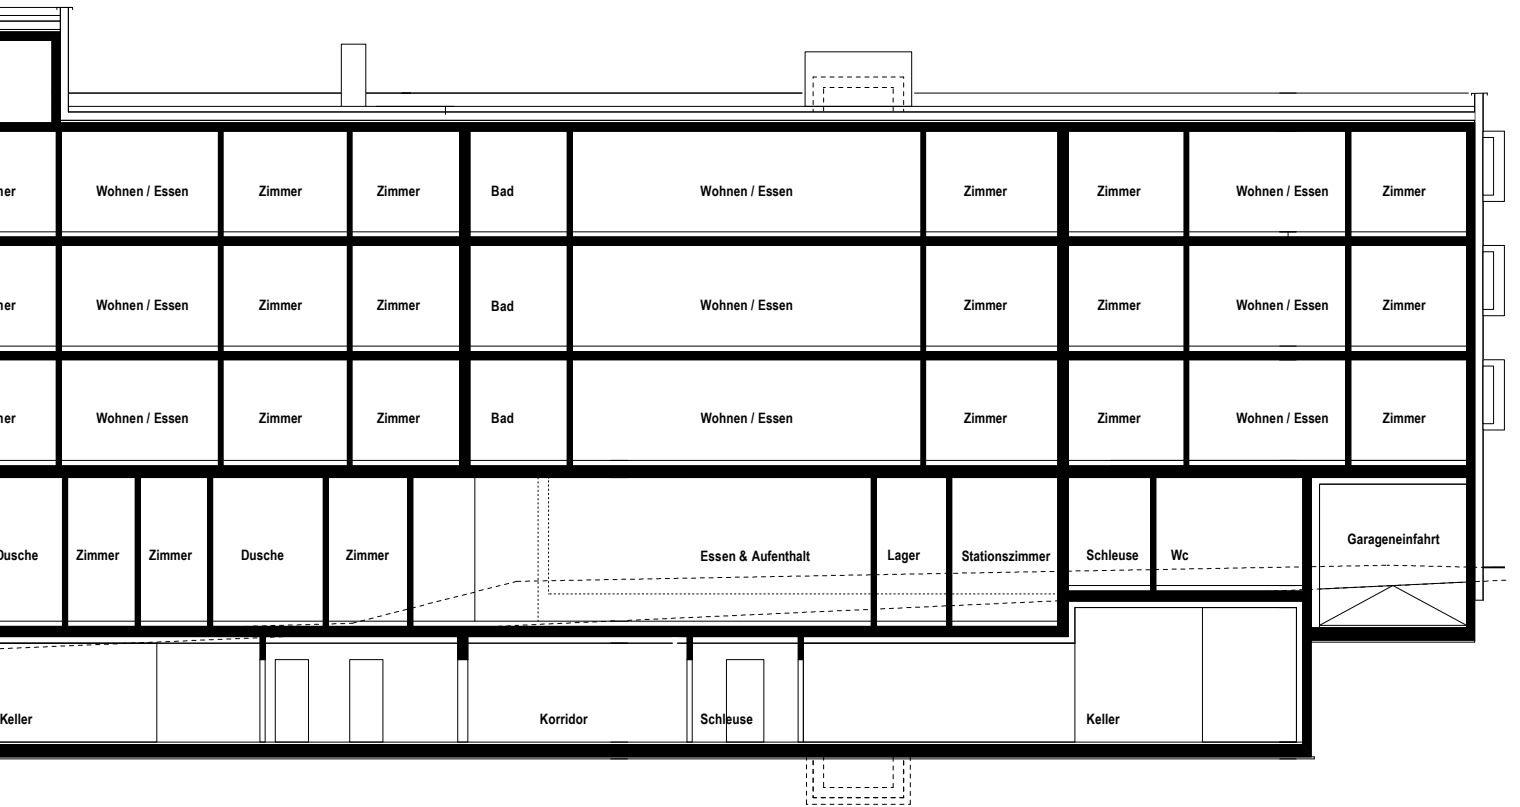 Wohnen / Essen Zimmer Zimmer Bad Wohnen / Essen Zimmer Zimmer Wohnen / Essen Zimmer
Wohnen / Essen Zimmer Zimmer Bad Wohnen / Essen Zimmer Zimmer Wohnen / Essen Zimmer
Wohnen / Essen Zimmer Zimmer Bad Wohnen / Essen Zimmer Zimmer Wohnen / Essen Zimmer
Garageneinfahrt
Dusche Zimmer Zimmer Dusche Zimmer Essen & Aufenthalt Lager Stationszimmer Schleuse Wc
Keller Korridor Schleuse Keller